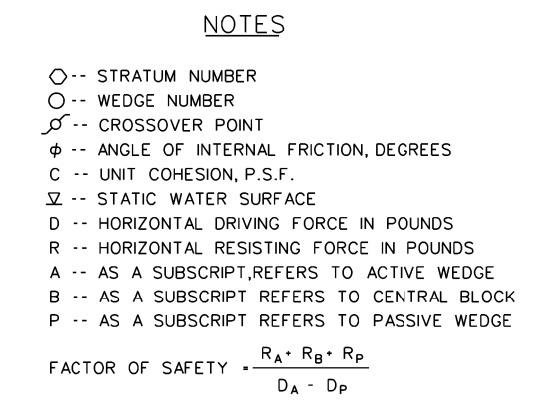 NOTES
⬡ -- STRATUM NUMBER
○ -- WEDGE NUMBER
-- CROSSOVER POINT
ϕ -- ANGLE OF INTERNAL FRICTION, DEGREES
C -- UNIT COHESION, P.S.F.
-- STATIC WATER SURFACE
D -- HORIZONTAL DRIVING FORCE IN POUNDS
R -- HORIZONTAL RESISTING FORCE IN POUNDS
A -- AS A SUBSCRIPT,REFERS TO ACTIVE WEDGE
B -- AS A SUBSCRIPT REFERS TO CENTRAL BLOCK
P -- AS A SUBSCRIPT REFERS TO PASSIVE WEDGE
FACTOR OF SAFETY =
RA+ RB+ RP
DA - DP